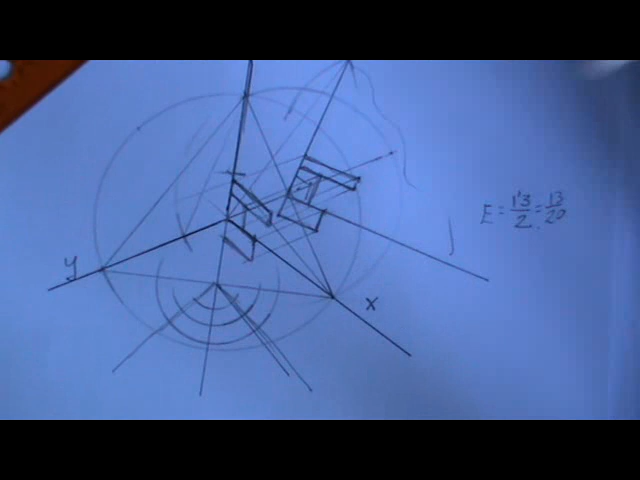 y
x
E = 1'3/2 = 13/20